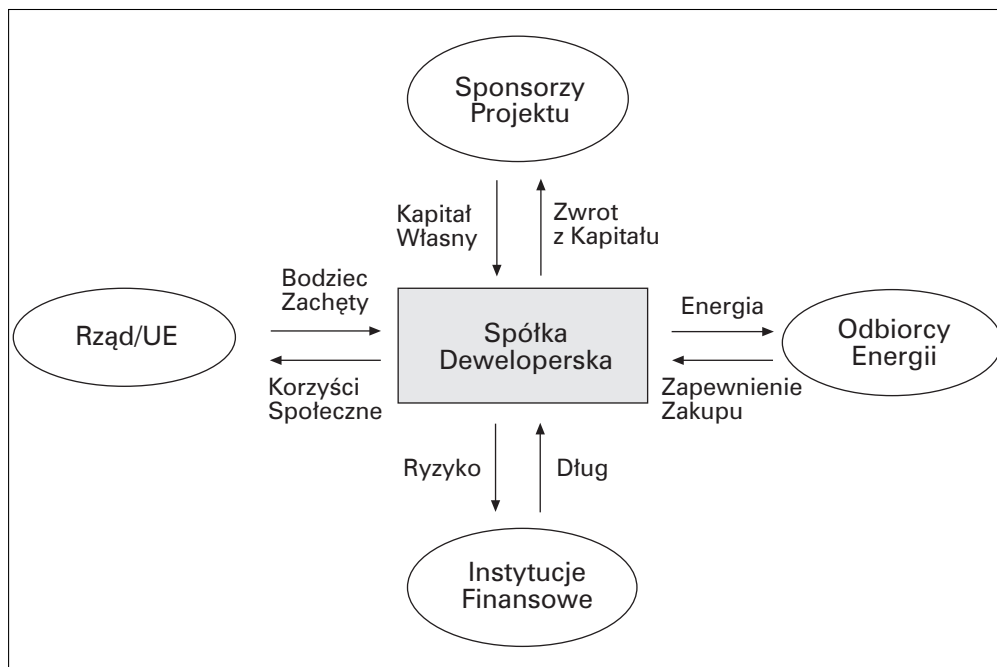 Sponsorzy
Projektu
Kapitał
Własny
Zwrot
z Kapitału
Bodziec
Zachęty
Rząd/UE
Korzyści
Społeczne
Spółka
Deweloperska
Energia
Odbiorcy
Energii
Zapewnienie
Zakupu
Ryzyko
Dług
Instytucje
Finansowe